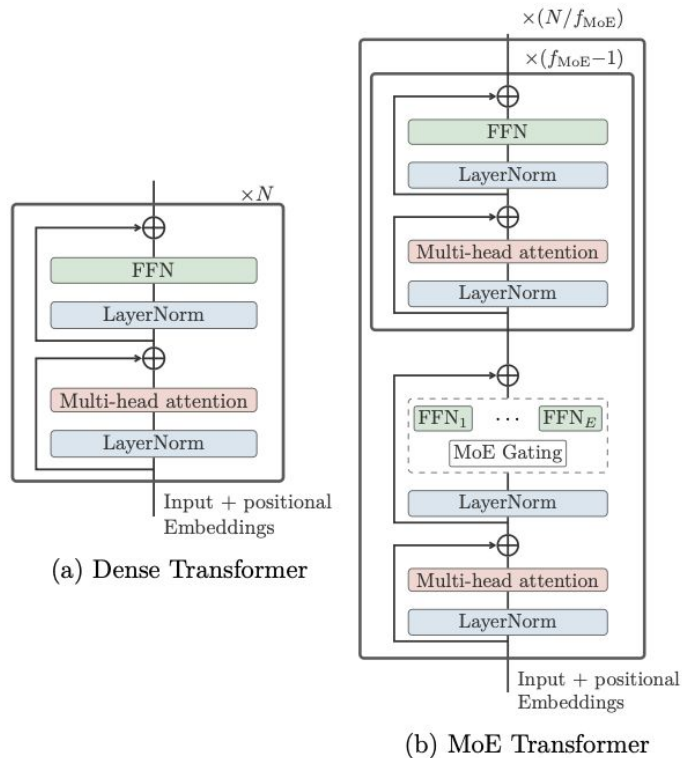 ×N
FFN
LayerNorm
Multi-head attention
LayerNorm
Input + positional
Embeddings
(a) Dense Transformer
×(N/f_MoE)
×(f_MoE−1)
FFN
LayerNorm
Multi-head attention
LayerNorm
FFN₁ ··· FFN_E
MoE Gating
LayerNorm
Multi-head attention
LayerNorm
Input + positional
Embeddings
(b) MoE Transformer